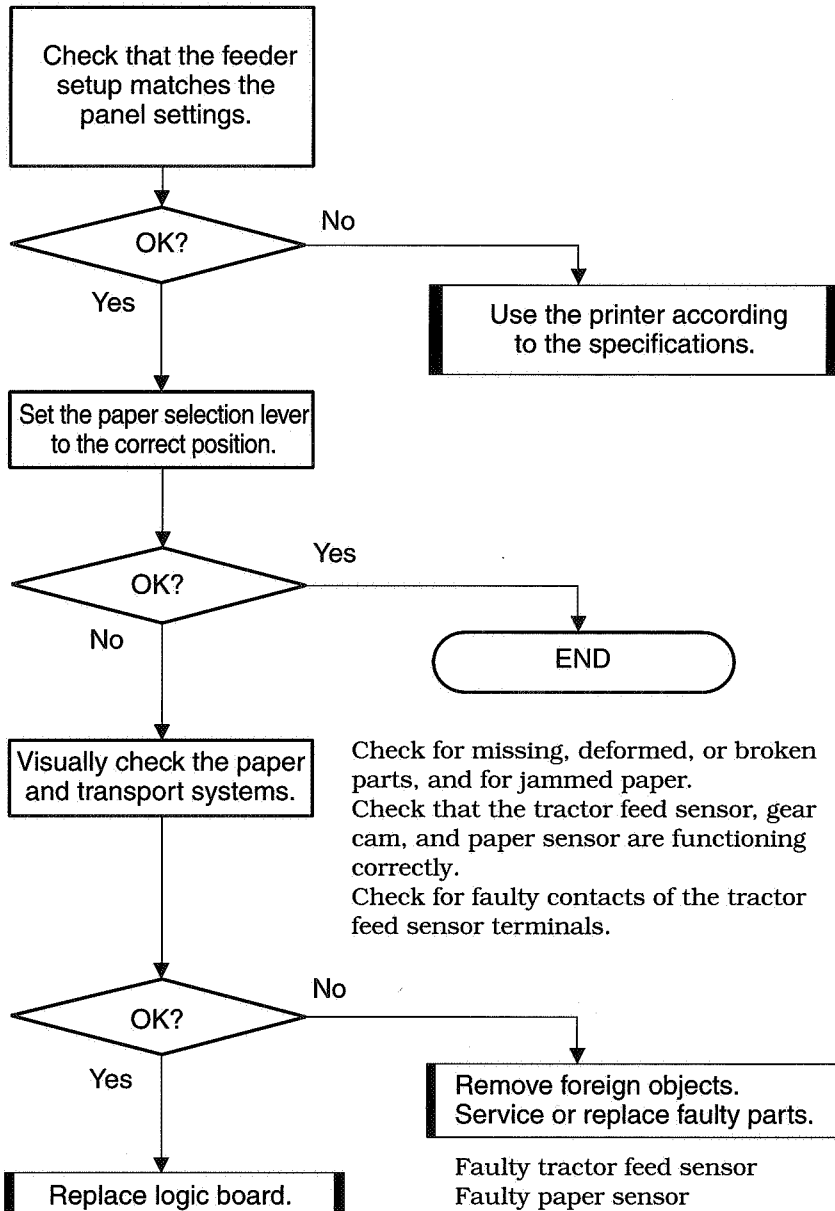 Check that the feeder
setup matches the
panel settings.
OK?
No
Yes
Use the printer according
to the specifications.
Set the paper selection lever
to the correct position.
OK?
Yes
No
END
Visually check the paper
and transport systems.
Check for missing, deformed, or broken
parts, and for jammed paper.
Check that the tractor feed sensor, gear
cam, and paper sensor are functioning
correctly.
Check for faulty contacts of the tractor
feed sensor terminals.
OK?
No
Yes
Remove foreign objects.
Service or replace faulty parts.
Replace logic board.
Faulty tractor feed sensor
Faulty paper sensor